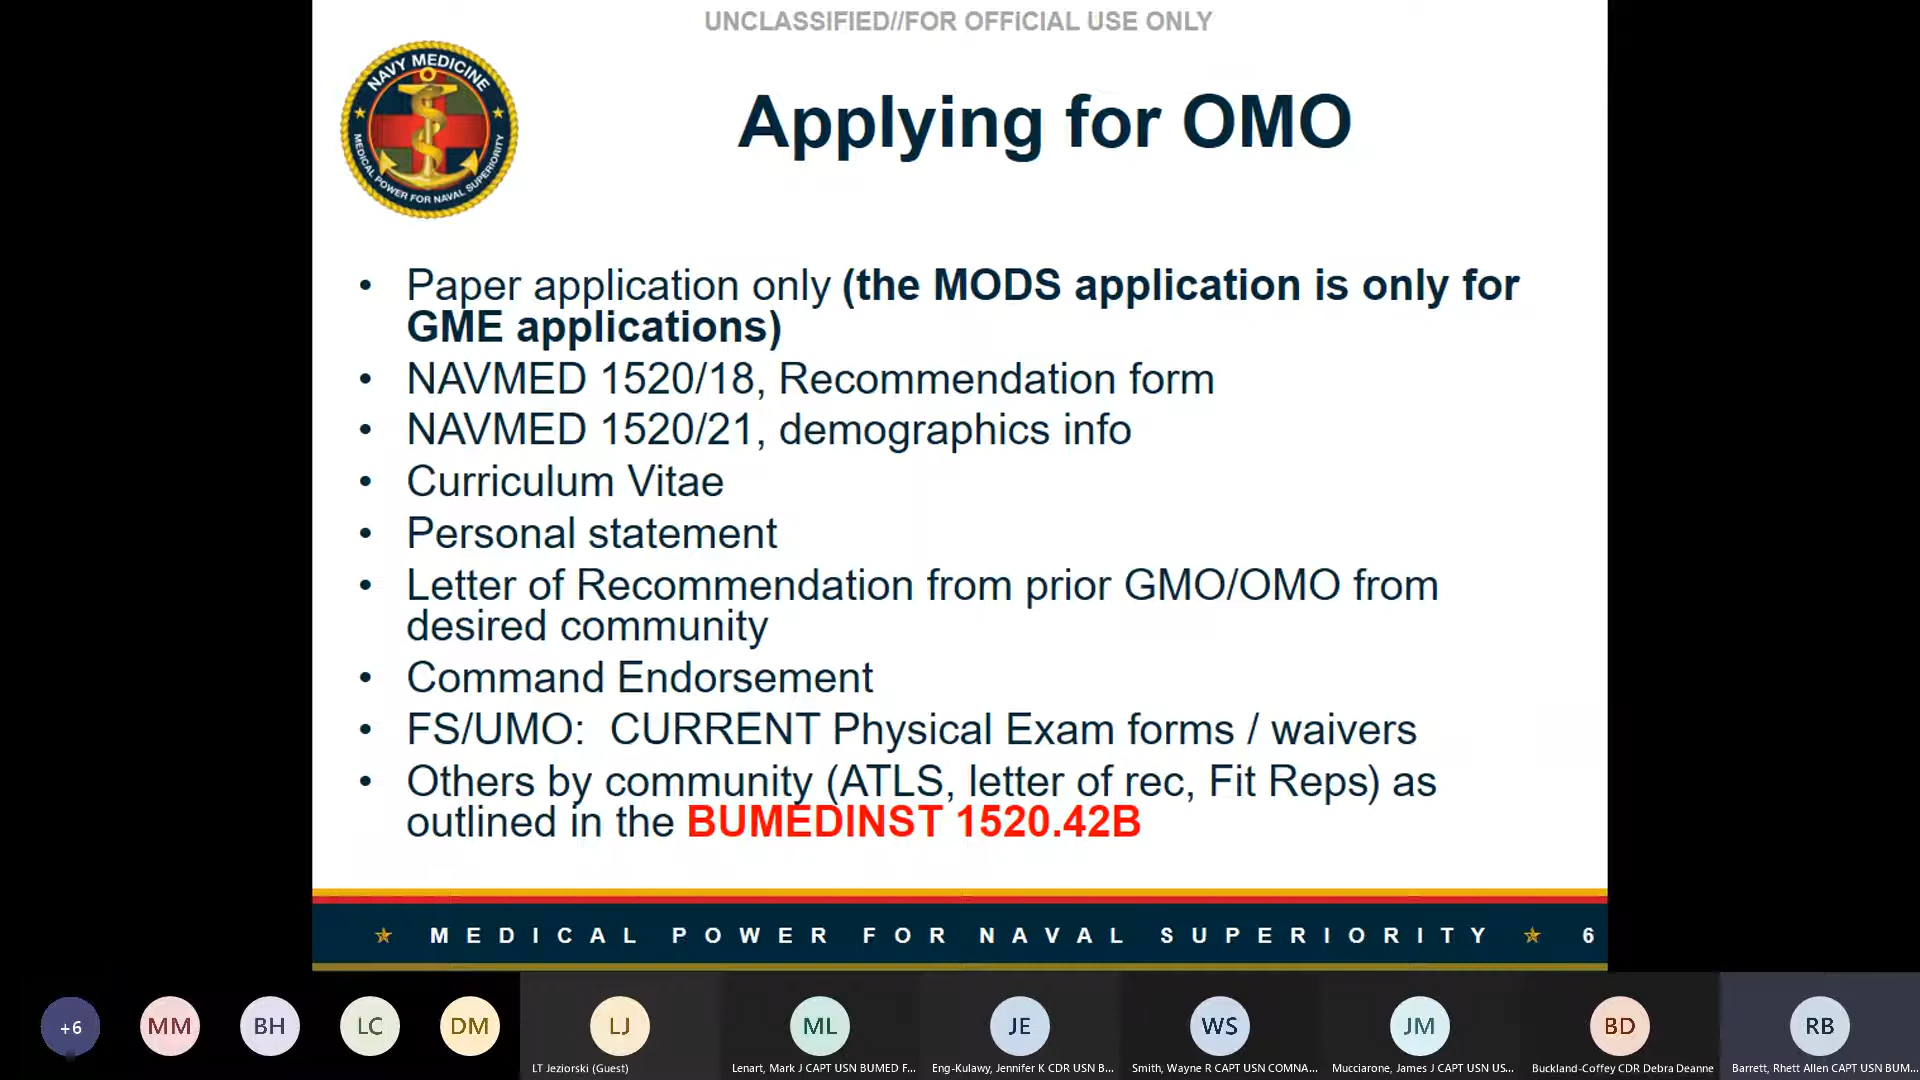 UNCLASSIFIED//FOR OFFICIAL USE ONLY
NAVY MEDICINE
MEDICAL POWER FOR NAVAL SUPERIORITY
Applying for OMO
• Paper application only (the MODS application is only for
GME applications)
• NAVMED 1520/18, Recommendation form
• NAVMED 1520/21, demographics info
• Curriculum Vitae
• Personal statement
• Letter of Recommendation from prior GMO/OMO from
desired community
• Command Endorsement
• FS/UMO: CURRENT Physical Exam forms / waivers
• Others by community (ATLS, letter of rec, Fit Reps) as
outlined in the BUMEDINST 1520.42B
MEDICAL POWER FOR NAVAL SUPERIORITY 6
+6 MM BH LC DM LJ ML JE WS JM BD RB
LT Jeziorski (Guest) Lenart, Mark J CAPT USN BUMED F... Eng-Kulawy, Jennifer K CDR USN B... Smith, Wayne R CAPT USN COMNA... Mucciarone, James J CAPT USN US... Buckland-Coffey CDR Debra Deanne Barrett, Rhett Allen CAPT USN BUM...